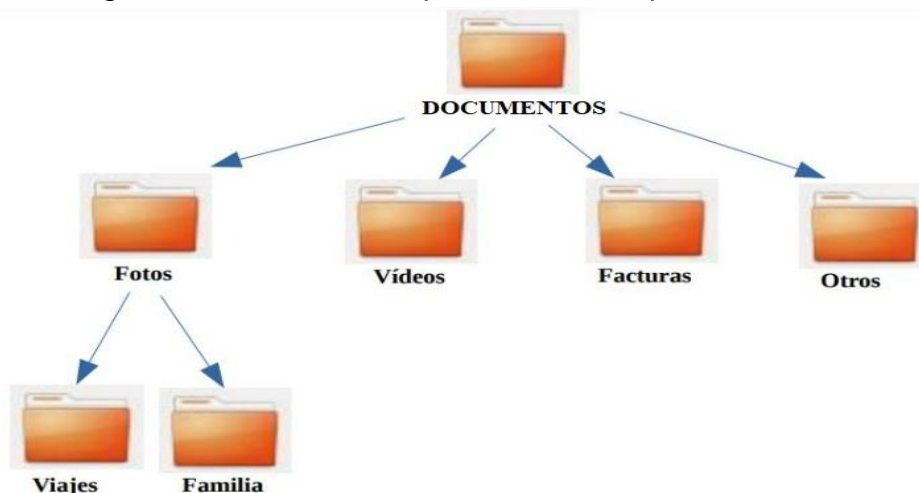 DOCUMENTOS
Fotos
Vídeos
Facturas
Otros
Viajes
Familia